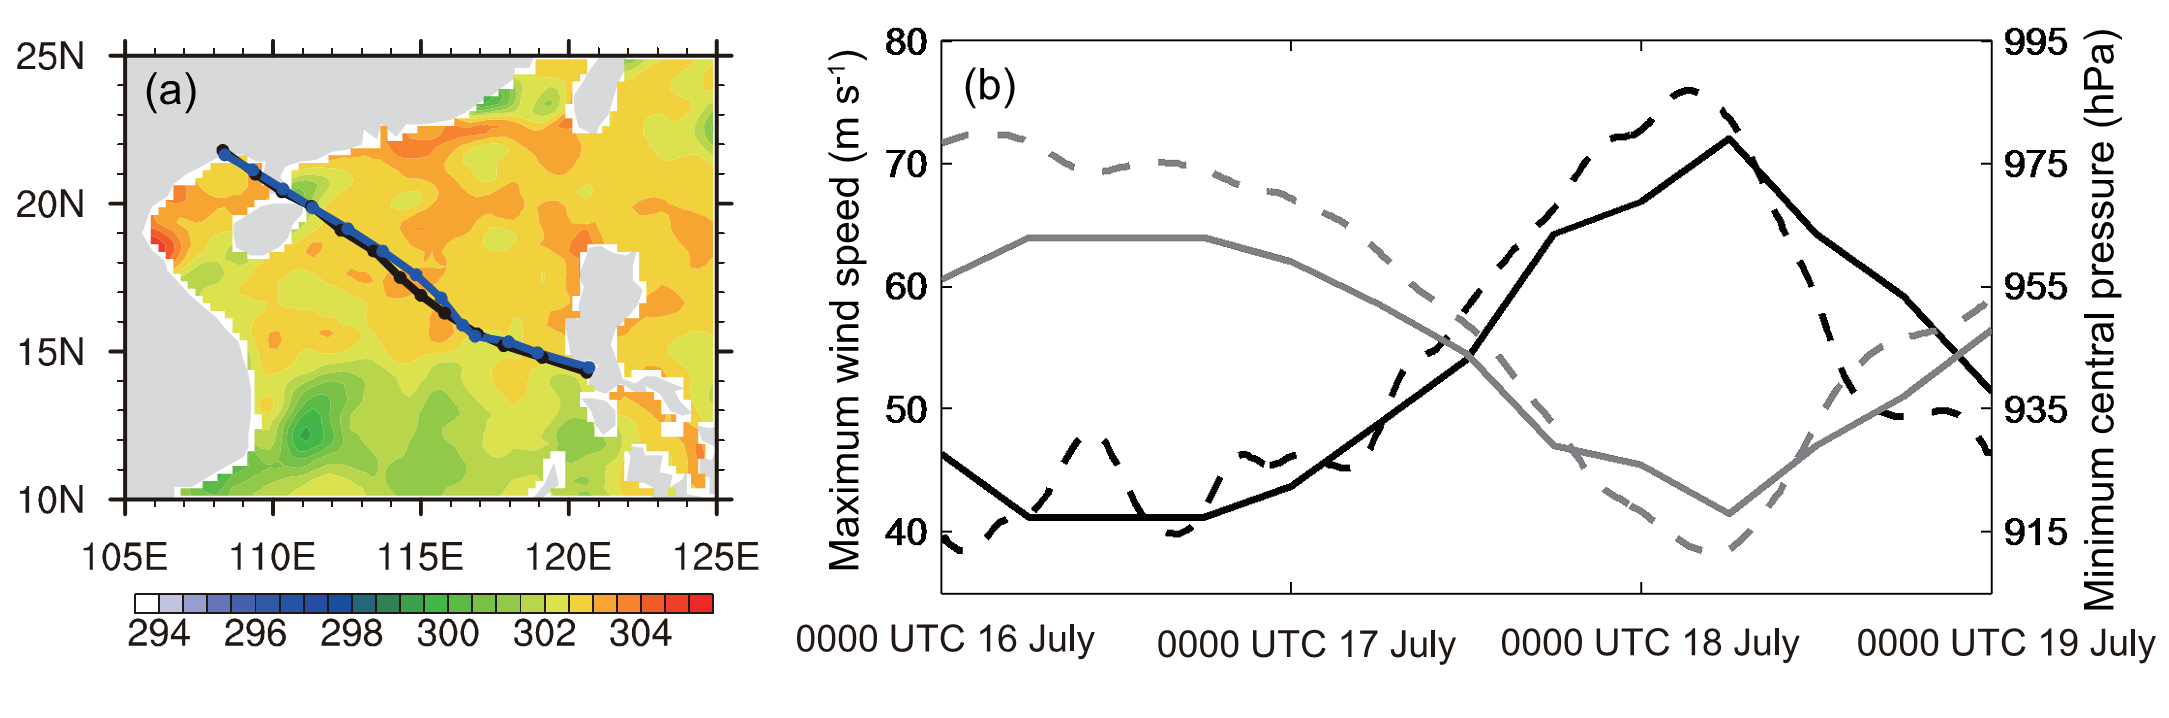 (a)
25N
20N
15N
10N
105E 110E 115E 120E 125E
294 296 298 300 302 304
(b)
Maximum wind speed (m s-1)
80
70
60
50
40
995
975
955
935
915
Minimum central pressure (hPa)
0000 UTC 16 July 0000 UTC 17 July 0000 UTC 18 July 0000 UTC 19 July